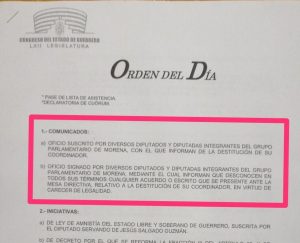 CONGRESO DEL ESTADO DE GUERRERO
LXII LEGISLATURA
ORDEN DEL DÍA
* PASE DE LISTA DE ASISTENCIA.
*DECLARATORIA DE QUÓRUM.
1.- COMUNICADOS:
a) OFICIO SUSCRITO POR DIVERSOS DIPUTADOS Y DIPUTADAS INTEGRANTES DEL GRUPO
PARLAMENTARIO DE MORENA, CON EL QUE INFORMAN DE LA DESTITUCIÓN DE SU
COORDINADOR.
b) OFICIO SIGNADO POR DIVERSOS DIPUTADOS Y DIPUTADAS INTEGRANTES DEL GRUPO
PARLAMENTARIO DE MORENA, MEDIANTE EL CUAL INFORMAN QUE DESCONOCEN EN
TODOS SUS TÉRMINOS CUALQUIER ACUERDO O ESCRITO QUE SE PRESENTE ANTE LA
MESA DIRECTIVA, RELATIVO A LA DESTITUCIÓN DE SU COORDINADOR, EN VIRTUD DE
CARECER DE LEGALIDAD.
2.- INICIATIVAS:
a) DE LEY DE AMNISTÍA DEL ESTADO LIBRE Y SOBERANO DE GUERRERO, SUSCRITA POR
EL DIPUTADO SERVANDO DE JESÚS SALGADO GUZMÁN.
b) DE DECRETO POR EL QUE SE REFORMA